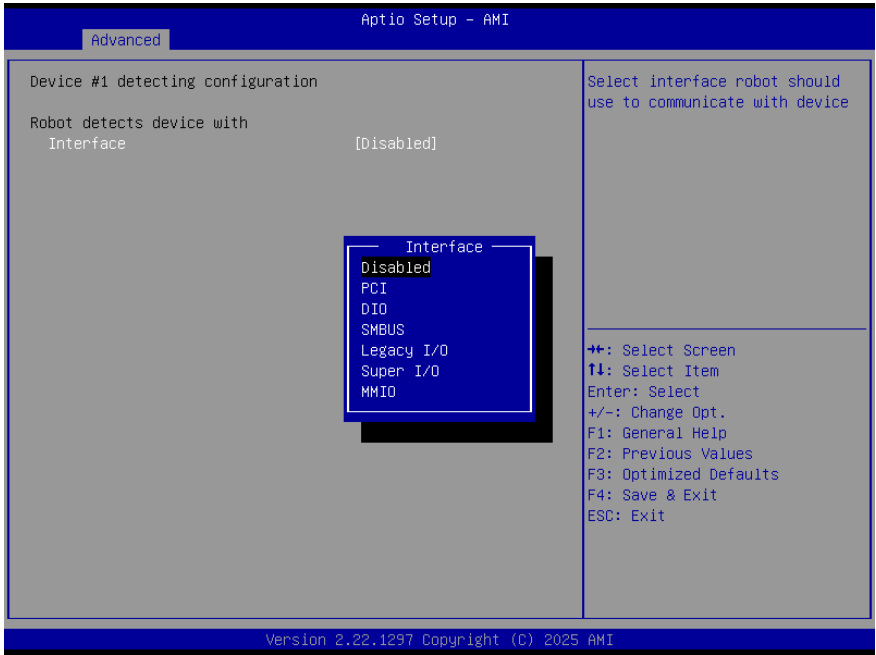 Aptio Setup – AMI
Advanced
Device #1 detecting configuration
Robot detects device with
Interface [Disabled]
Select interface robot should
use to communicate with device
Interface
Disabled
PCI
DIO
SMBUS
Legacy I/O
Super I/O
MMIO
→←: Select Screen
↑↓: Select Item
Enter: Select
+/-: Change Opt.
F1: General Help
F2: Previous Values
F3: Optimized Defaults
F4: Save & Exit
ESC: Exit
Version 2.22.1297 Copyright (C) 2025 AMI